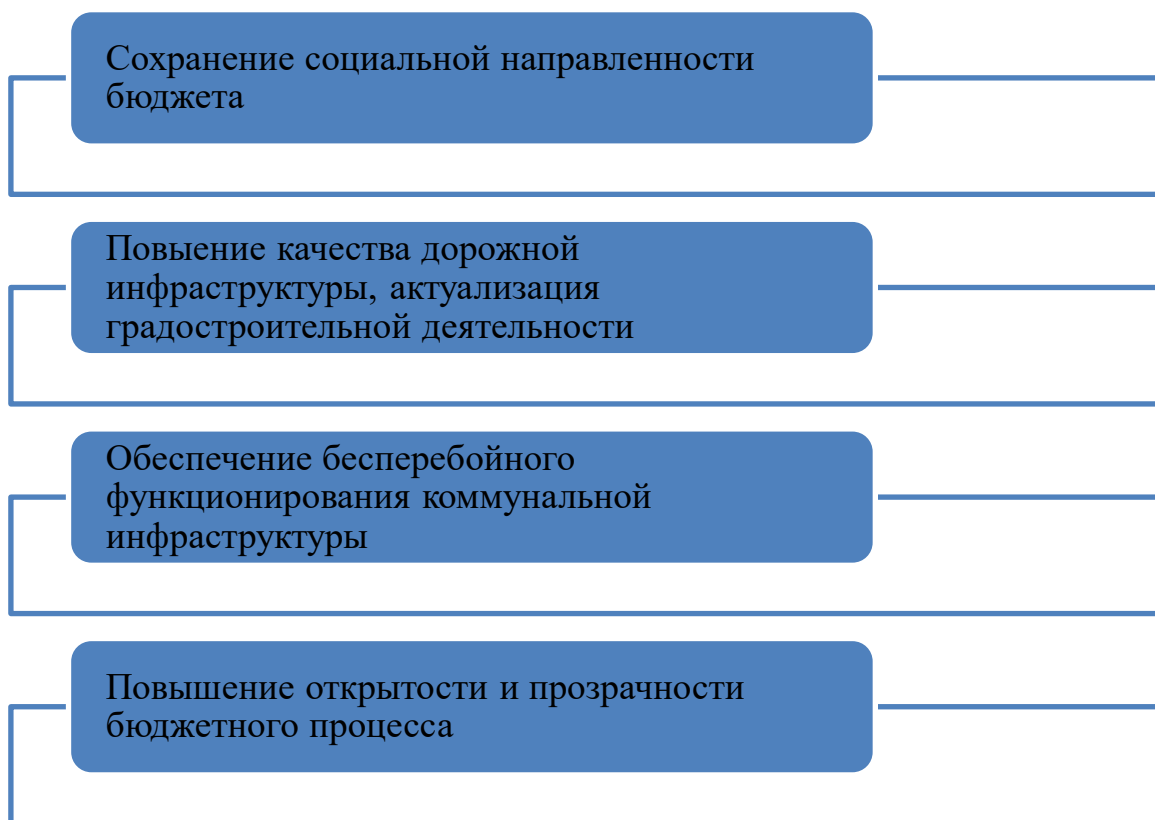 Сохранение социальной направленности
бюджета
Повыение качества дорожной
инфраструктуры, актуализация
градостроительной деятельности
Обеспечение бесперебойного
функционирования коммунальной
инфраструктуры
Повышение открытости и прозрачности
бюджетного процесса